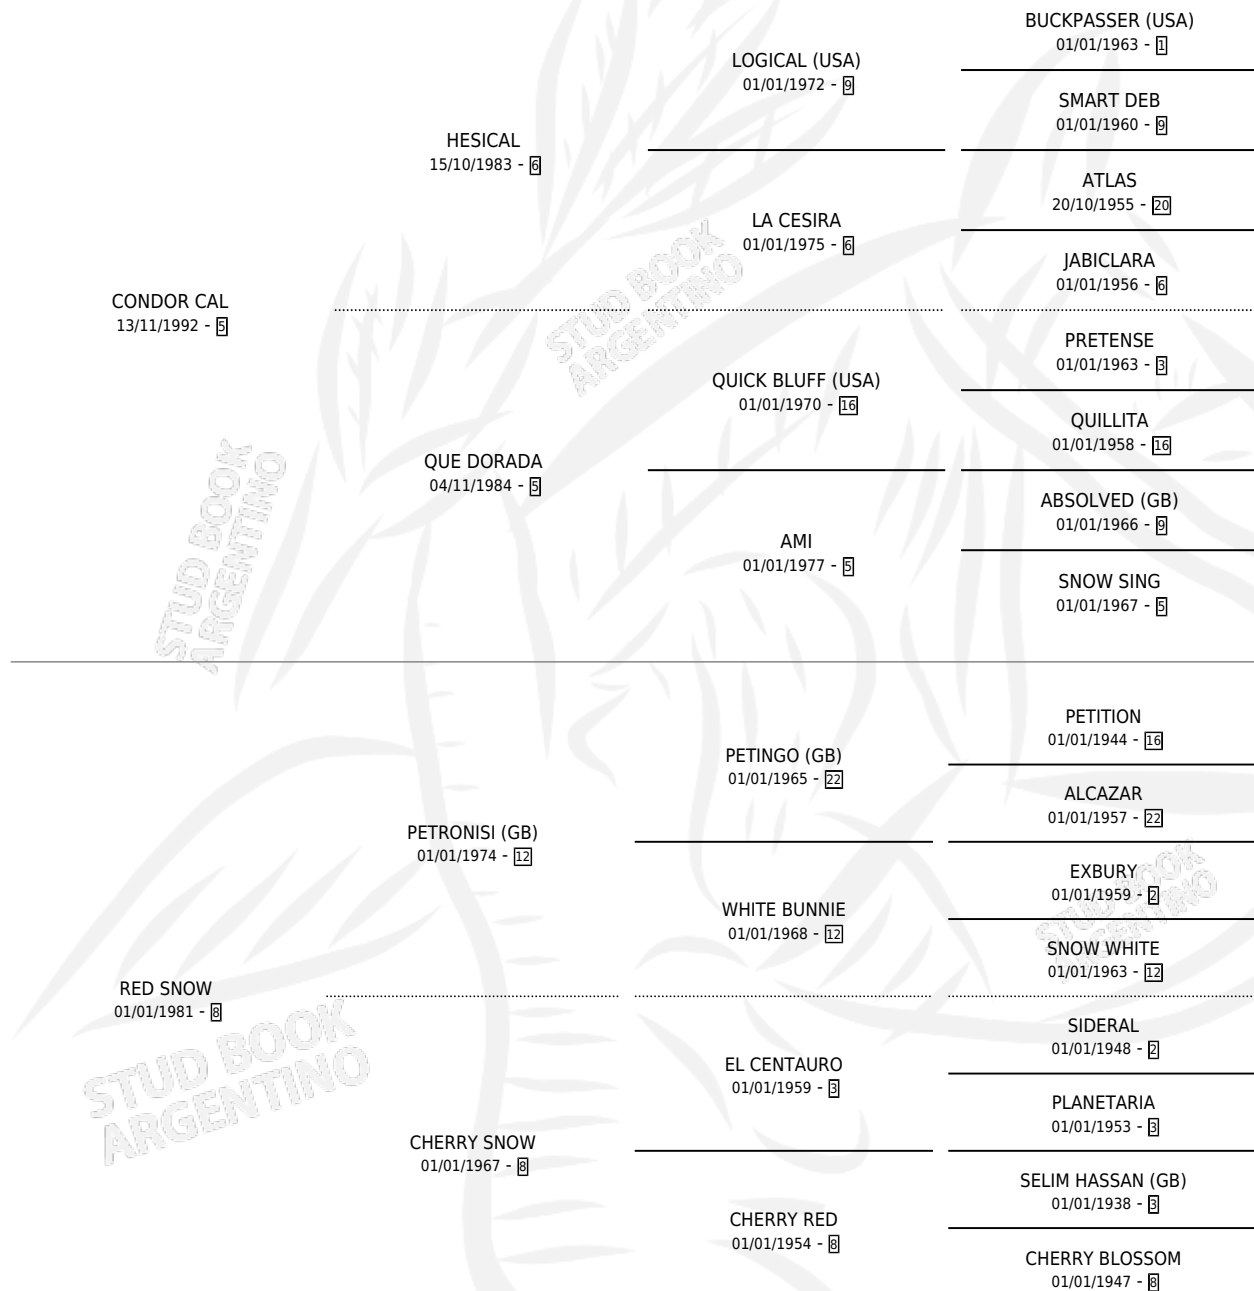 BUCKPASSER (USA)
01/01/1963 - 1
LOGICAL (USA)
01/01/1972 - 9
SMART DEB
01/01/1960 - 9
HESICAL
15/10/1983 - 6
ATLAS
20/10/1955 - 20
LA CESIRA
01/01/1975 - 6
JABICLARA
01/01/1956 - 6
CONDOR CAL
13/11/1992 - 5
PRETENSE
01/01/1963 - 3
QUICK BLUFF (USA)
01/01/1970 - 16
QUILLITA
01/01/1958 - 16
QUE DORADA
04/11/1984 - 5
ABSOLVED (GB)
01/01/1966 - 9
AMI
01/01/1977 - 5
SNOW SING
01/01/1967 - 5
PETITION
01/01/1944 - 16
PETINGO (GB)
01/01/1965 - 22
ALCAZAR
01/01/1957 - 22
PETRONISI (GB)
01/01/1974 - 12
EXBURY
01/01/1959 - 2
WHITE BUNNIE
01/01/1968 - 12
SNOW WHITE
01/01/1963 - 12
RED SNOW
01/01/1981 - 8
SIDERAL
01/01/1948 - 2
EL CENTAURO
01/01/1959 - 3
PLANETARIA
01/01/1953 - 3
CHERRY SNOW
01/01/1967 - 8
SELIM HASSAN (GB)
01/01/1938 - 3
CHERRY RED
01/01/1954 - 8
CHERRY BLOSSOM
01/01/1947 - 8
STUD BOOK
ARGENTINO
STUD BOOK
ARGENTINO
STUD BOOK
ARGENTINO
STUD BOOK
ARGENTINO